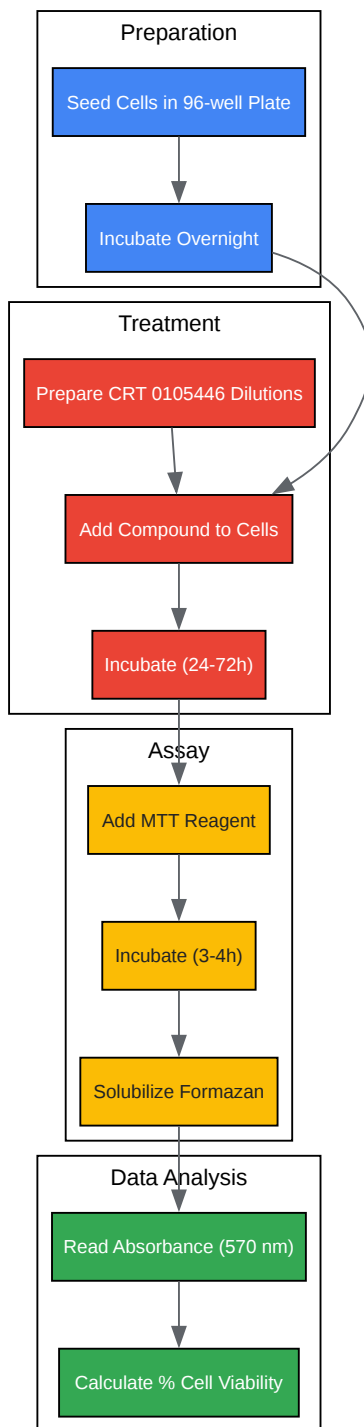 Preparation
Seed Cells in 96-well Plate
Incubate Overnight
Treatment
Prepare CRT 0105446 Dilutions
Add Compound to Cells
Incubate (24-72h)
Assay
Add MTT Reagent
Incubate (3-4h)
Solubilize Formazan
Data Analysis
Read Absorbance (570 nm)
Calculate % Cell Viability